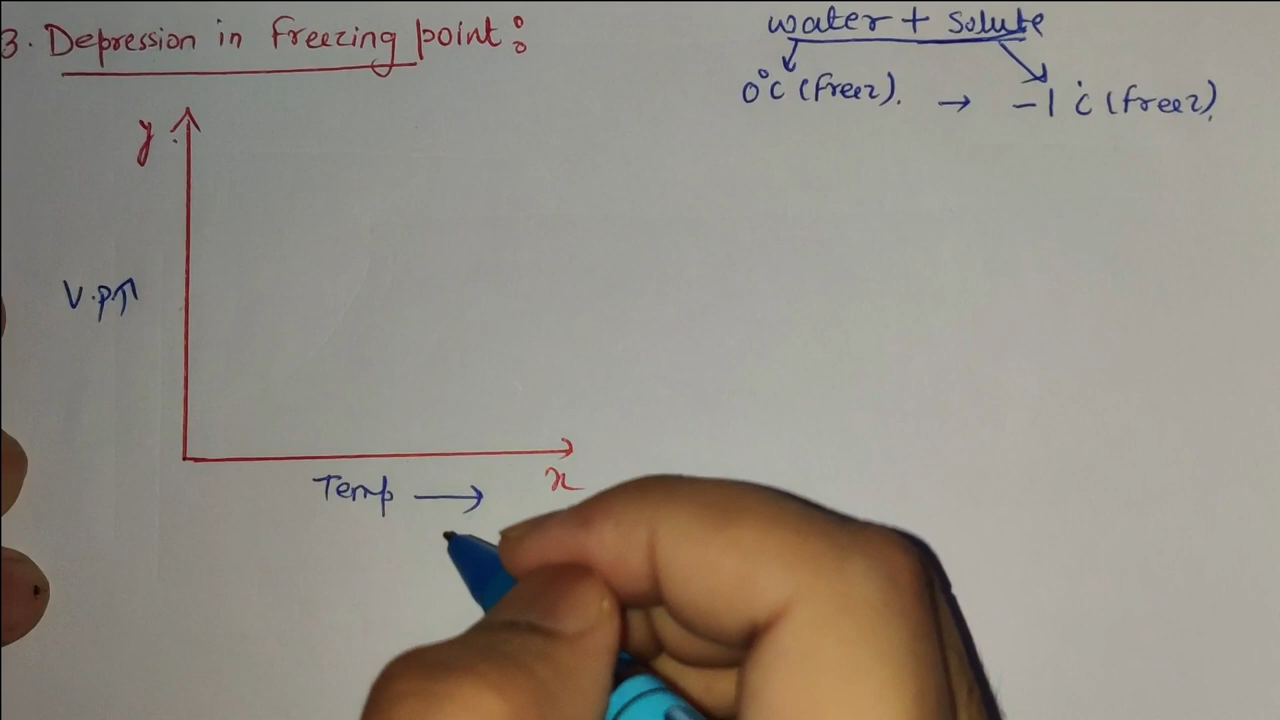 3. Depression in freezing point:
water + solute
0°C (freez). → -1°C (freez).
y
V.p↑
Temp →
x